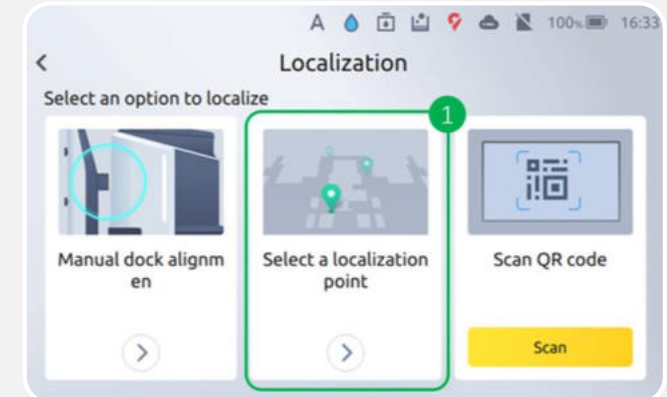 A 100% 16:33
Localization
Select an option to localize
1
Manual dock alignm
en
Select a localization
point
Scan QR code
Scan